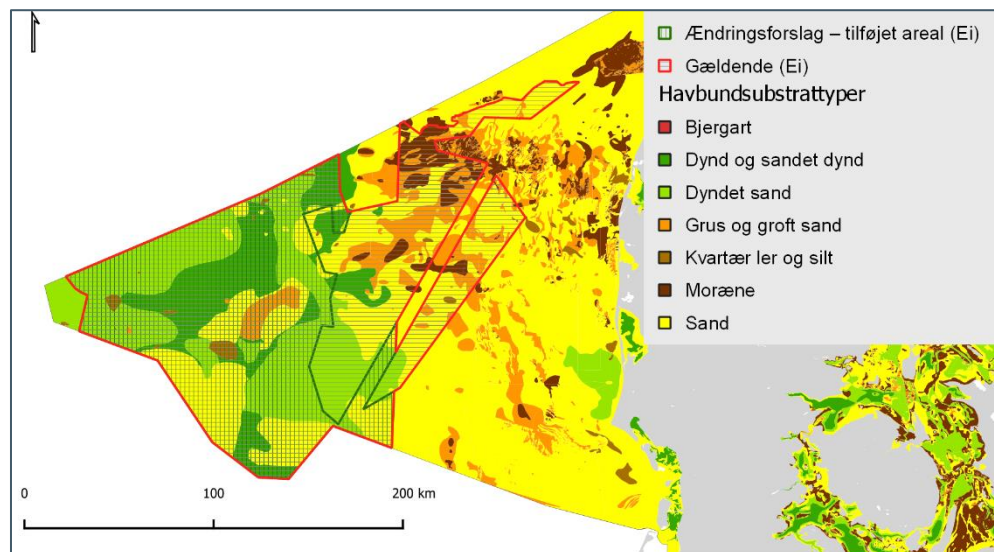 Ændringsforslag – tilføjet areal (Ei)
Gældende (Ei)
Havbundsubstrattyper
Bjergart
Dynd og sandet dynd
Dyndet sand
Grus og groft sand
Kvartær ler og silt
Moræne
Sand
0 100 200 km